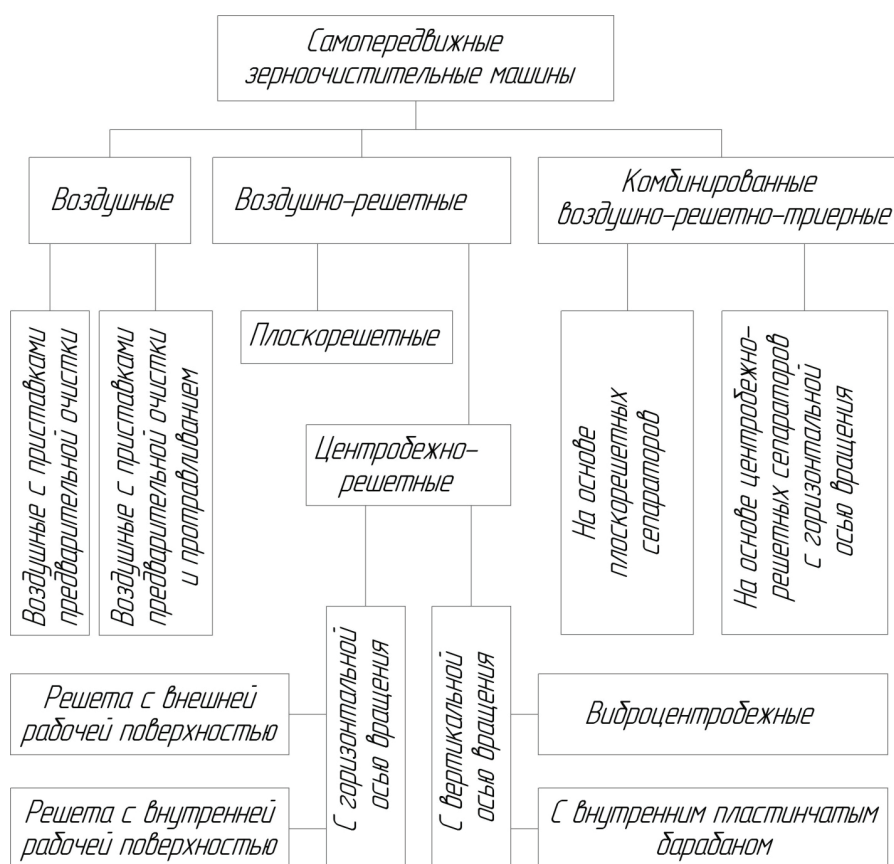 Самопередвижные
зерноочистительные машины
Воздушные
Воздушно-решетные
Комбинированные
воздушно-решетно-триерные
Воздушные с приставками
предварительной очистки
Воздушные с приставками
предварительной очистки
и протравливанием
Плоскорешетные
Центробежно-
решетные
На основе
плоскорешетных
сепараторов
На основе центробежно-
решетных сепараторов
с горизонтальной
осью вращения
С горизонтальной
осью вращения
С вертикальной
осью вращения
Решета с внешней
рабочей поверхностью
Виброцентробежные
Решета с внутренней
рабочей поверхностью
С внутренним пластинчатым
барабаном